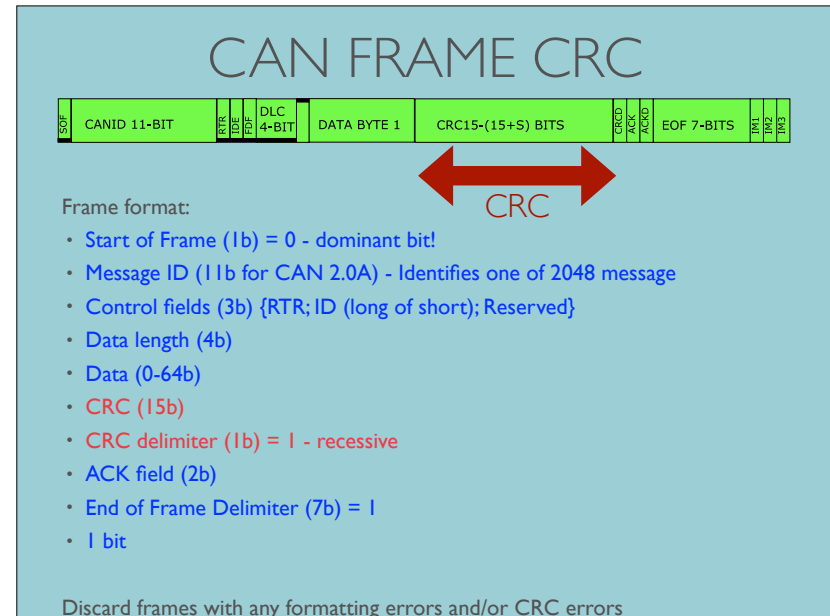 CAN FRAME CRC
SOF CANID 11-BIT RTR IDE FDF DLC 4-BIT DATA BYTE 1 CRC15-(15+S) BITS CRCD ACK ACKD EOF 7-BITS IM1 IM2 IM3
CRC
Frame format:
• Start of Frame (1b) = 0 - dominant bit!
• Message ID (11b for CAN 2.0A) - Identifies one of 2048 message
• Control fields (3b) {RTR; ID (long of short); Reserved}
• Data length (4b)
• Data (0-64b)
• CRC (15b)
• CRC delimiter (1b) = 1 - recessive
• ACK field (2b)
• End of Frame Delimiter (7b) = 1
• 1 bit
Discard frames with any formatting errors and/or CRC errors